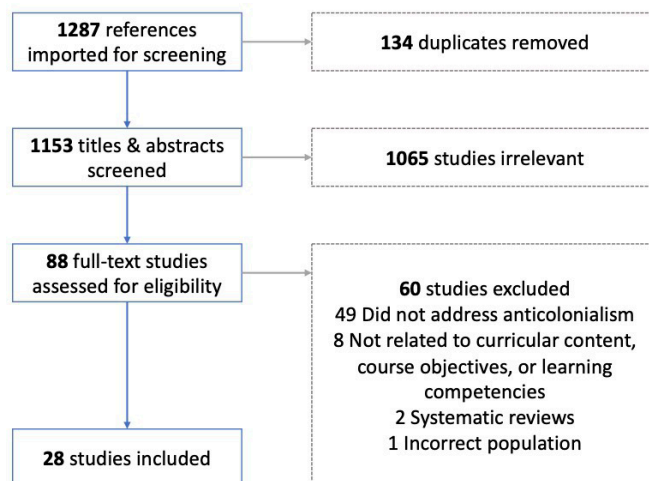 1287 references
imported for screening
134 duplicates removed
1153 titles & abstracts
screened
1065 studies irrelevant
88 full-text studies
assessed for eligibility
60 studies excluded
49 Did not address anticolonialism
8 Not related to curricular content,
course objectives, or learning
competencies
2 Systematic reviews
1 Incorrect population
28 studies included